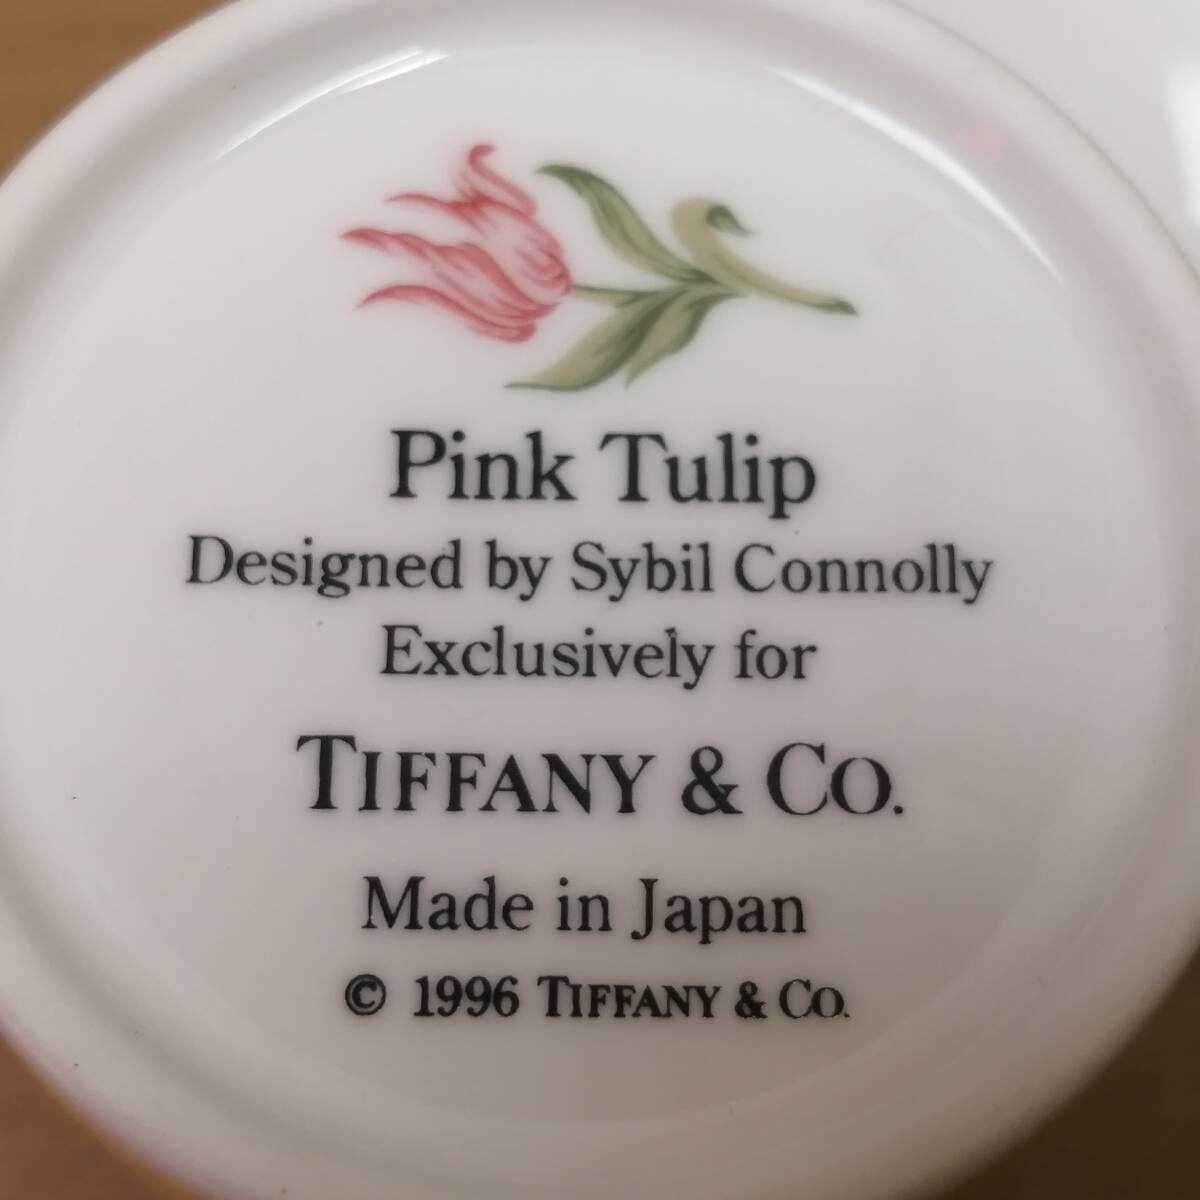 Pink Tulip
Designed by Sybil Connolly
Exclusively for
TIFFANY & CO.
Made in Japan
© 1996 TIFFANY & CO.